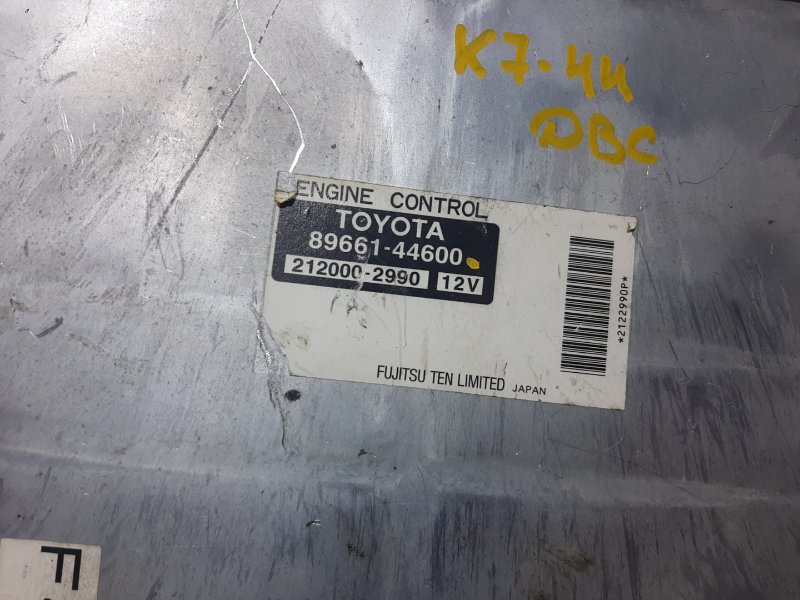 K7-44
DBC
ENGINE CONTROL
TOYOTA
89661-44600
212000-2990 12V
*2122990P*
FUJITSU TEN LIMITED JAPAN
F